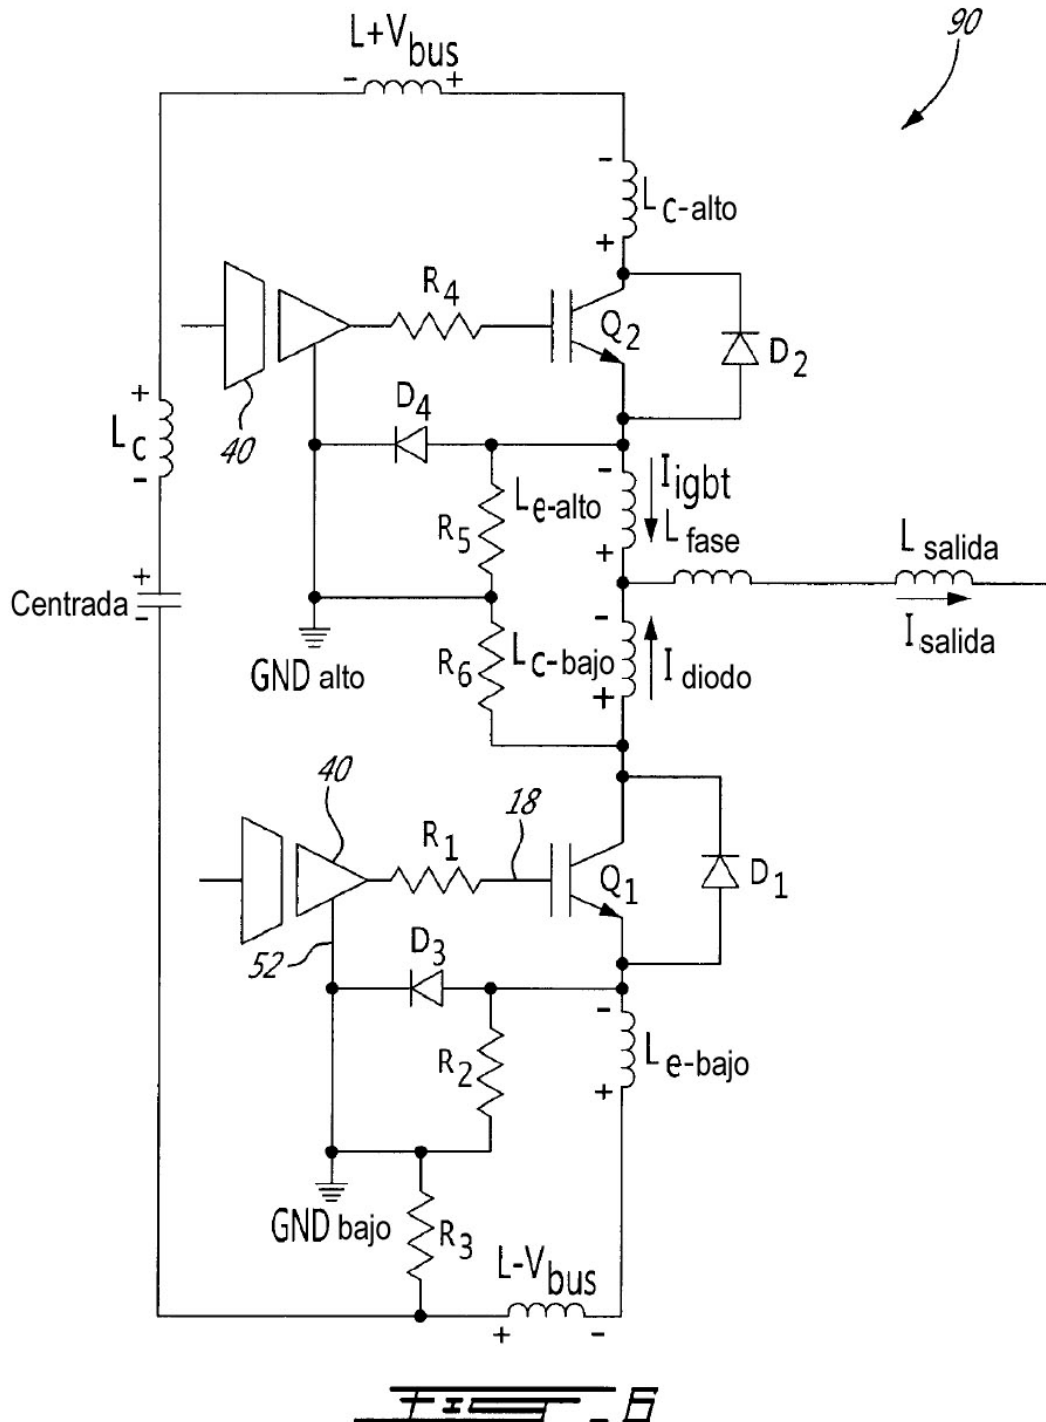 90
L+Vbus
- +
-
Lc-alto
+
R4
Q2
D2
40
+
Lc
-
D4
-
Iigbt
Le-alto
R5
Lfase
+
Lsalida
Isalida
+
Centrada
-
GND alto
R6
Lc-bajo
-
Idiodo
+
40
R1
18
Q1
D1
52
D3
-
R2
Le-bajo
+
GND bajo
R3
L-Vbus
+ -
FIG - 6